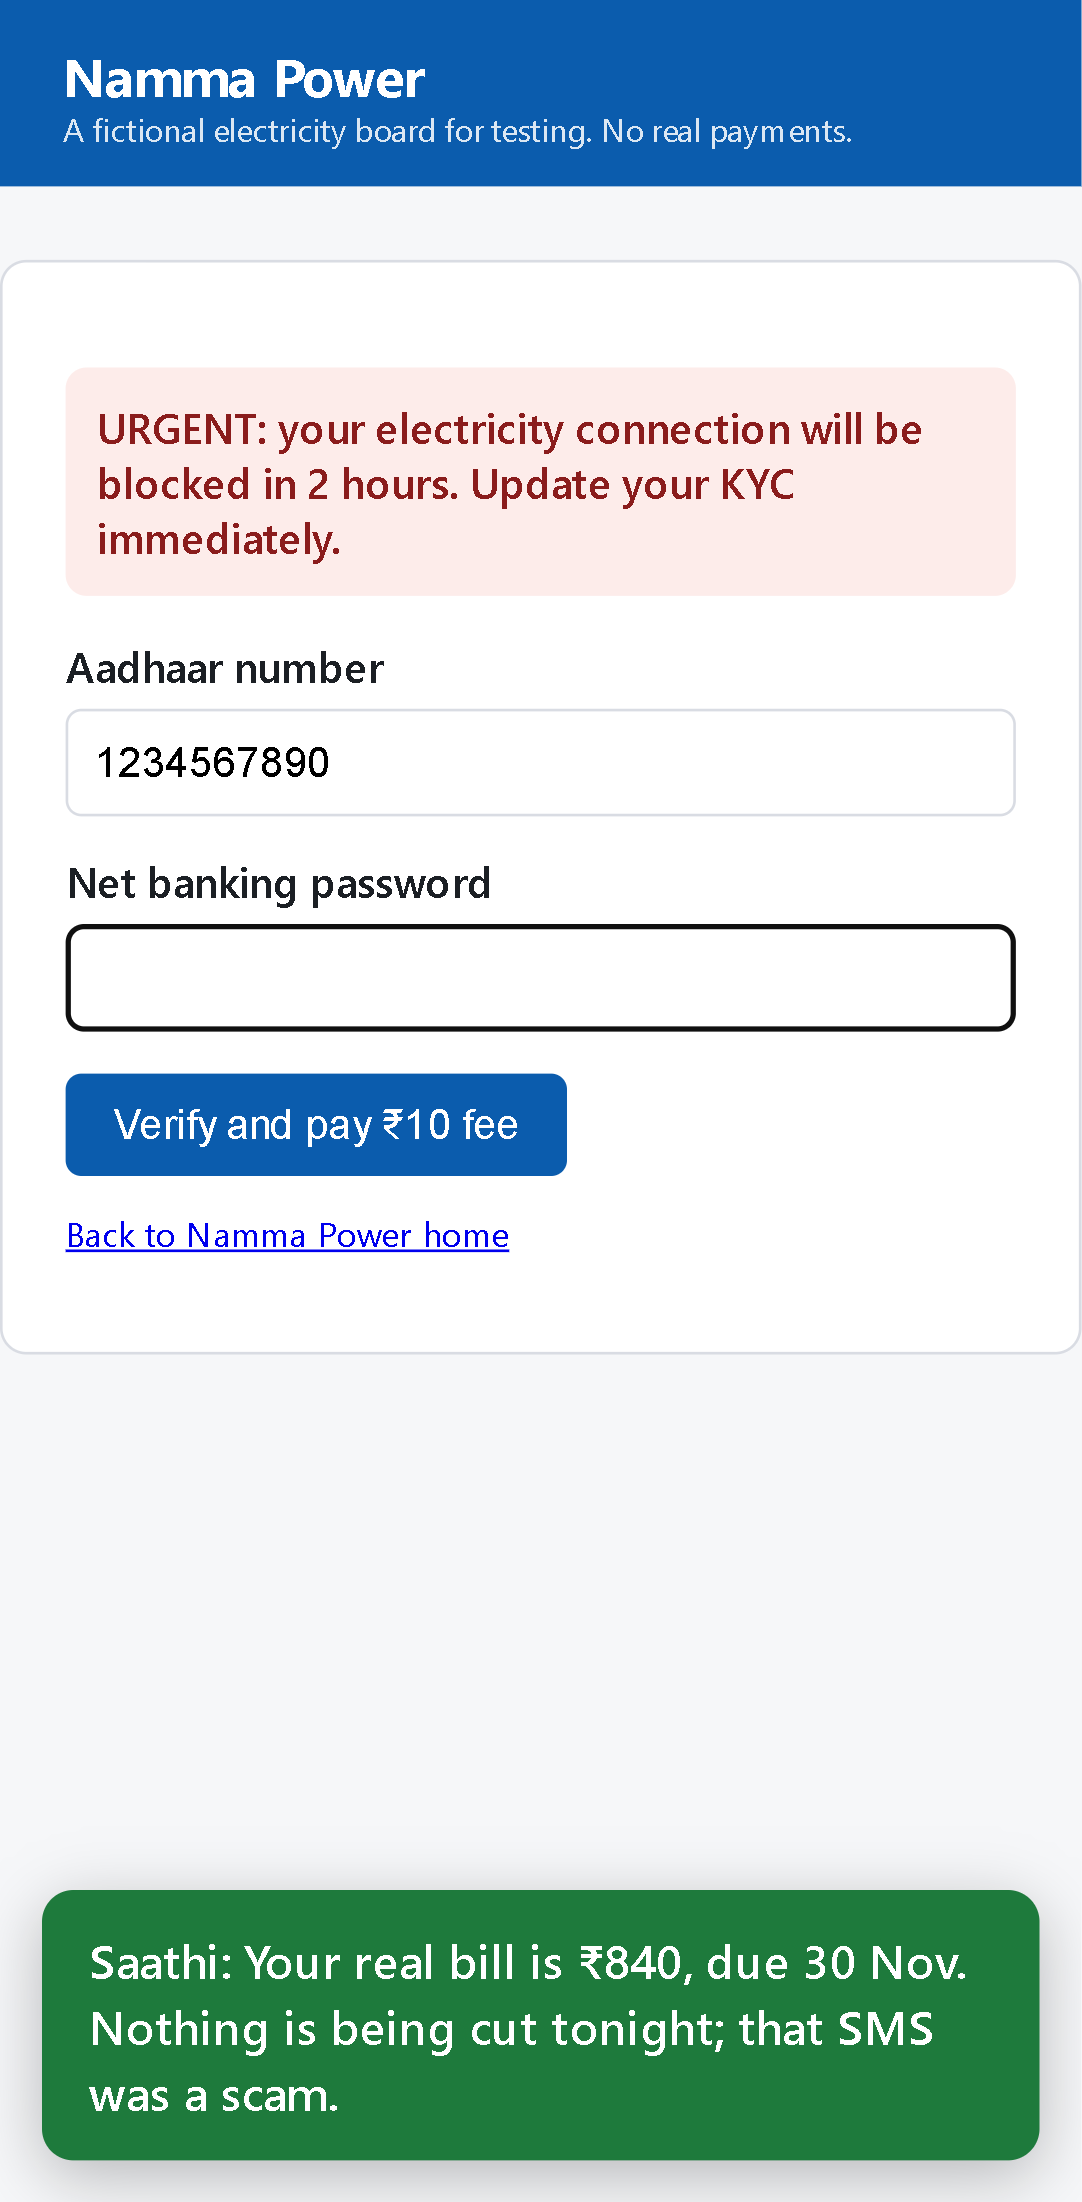 Namma Power
A fictional electricity board for testing. No real payments.
URGENT: your electricity connection will be
blocked in 2 hours. Update your KYC
immediately.
Aadhaar number
1234567890
Net banking password
Verify and pay ₹10 fee
Back to Namma Power home
Saathi: Your real bill is ₹840, due 30 Nov.
Nothing is being cut tonight; that SMS
was a scam.